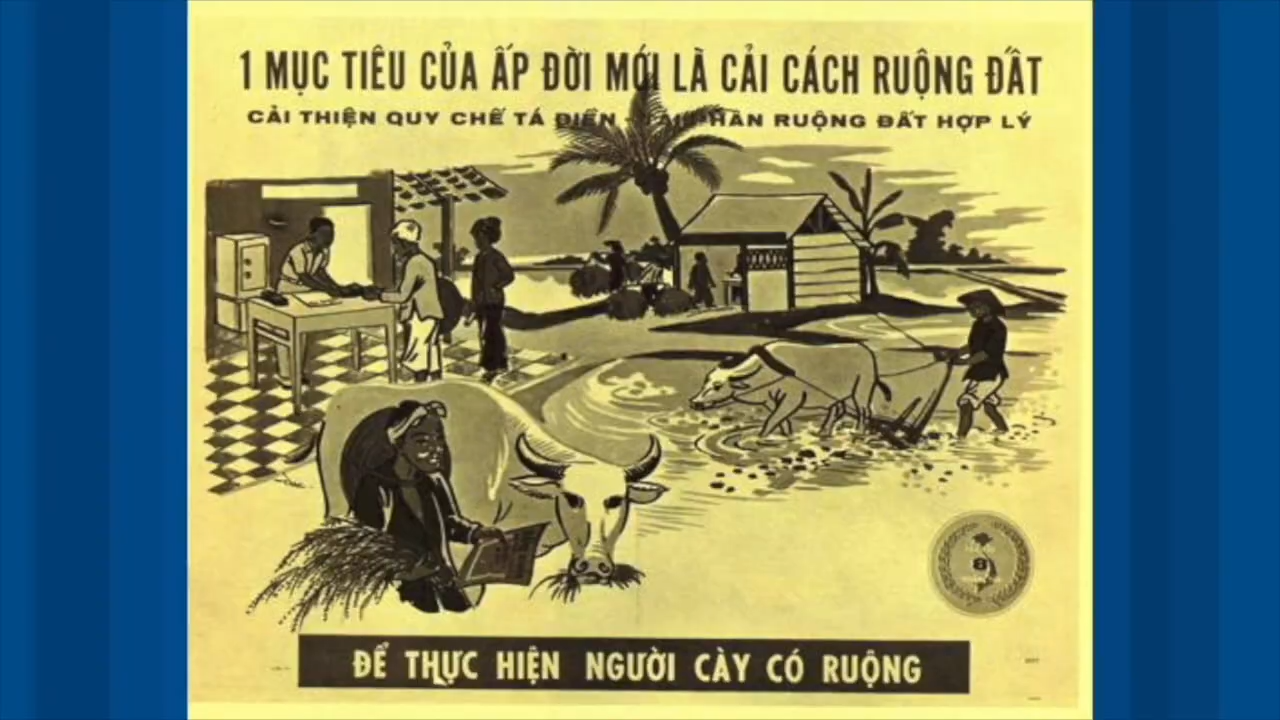 1 MỤC TIÊU CỦA ẤP ĐỜI MỚI LÀ CẢI CÁCH RUỘNG ĐẤT
CẢI THIỆN QUY CHẾ TÁ ĐIỀN RUỘNG ĐẤT HỢP LÝ
8
ĐỂ THỰC HIỆN NGƯỜI CÀY CÓ RUỘNG